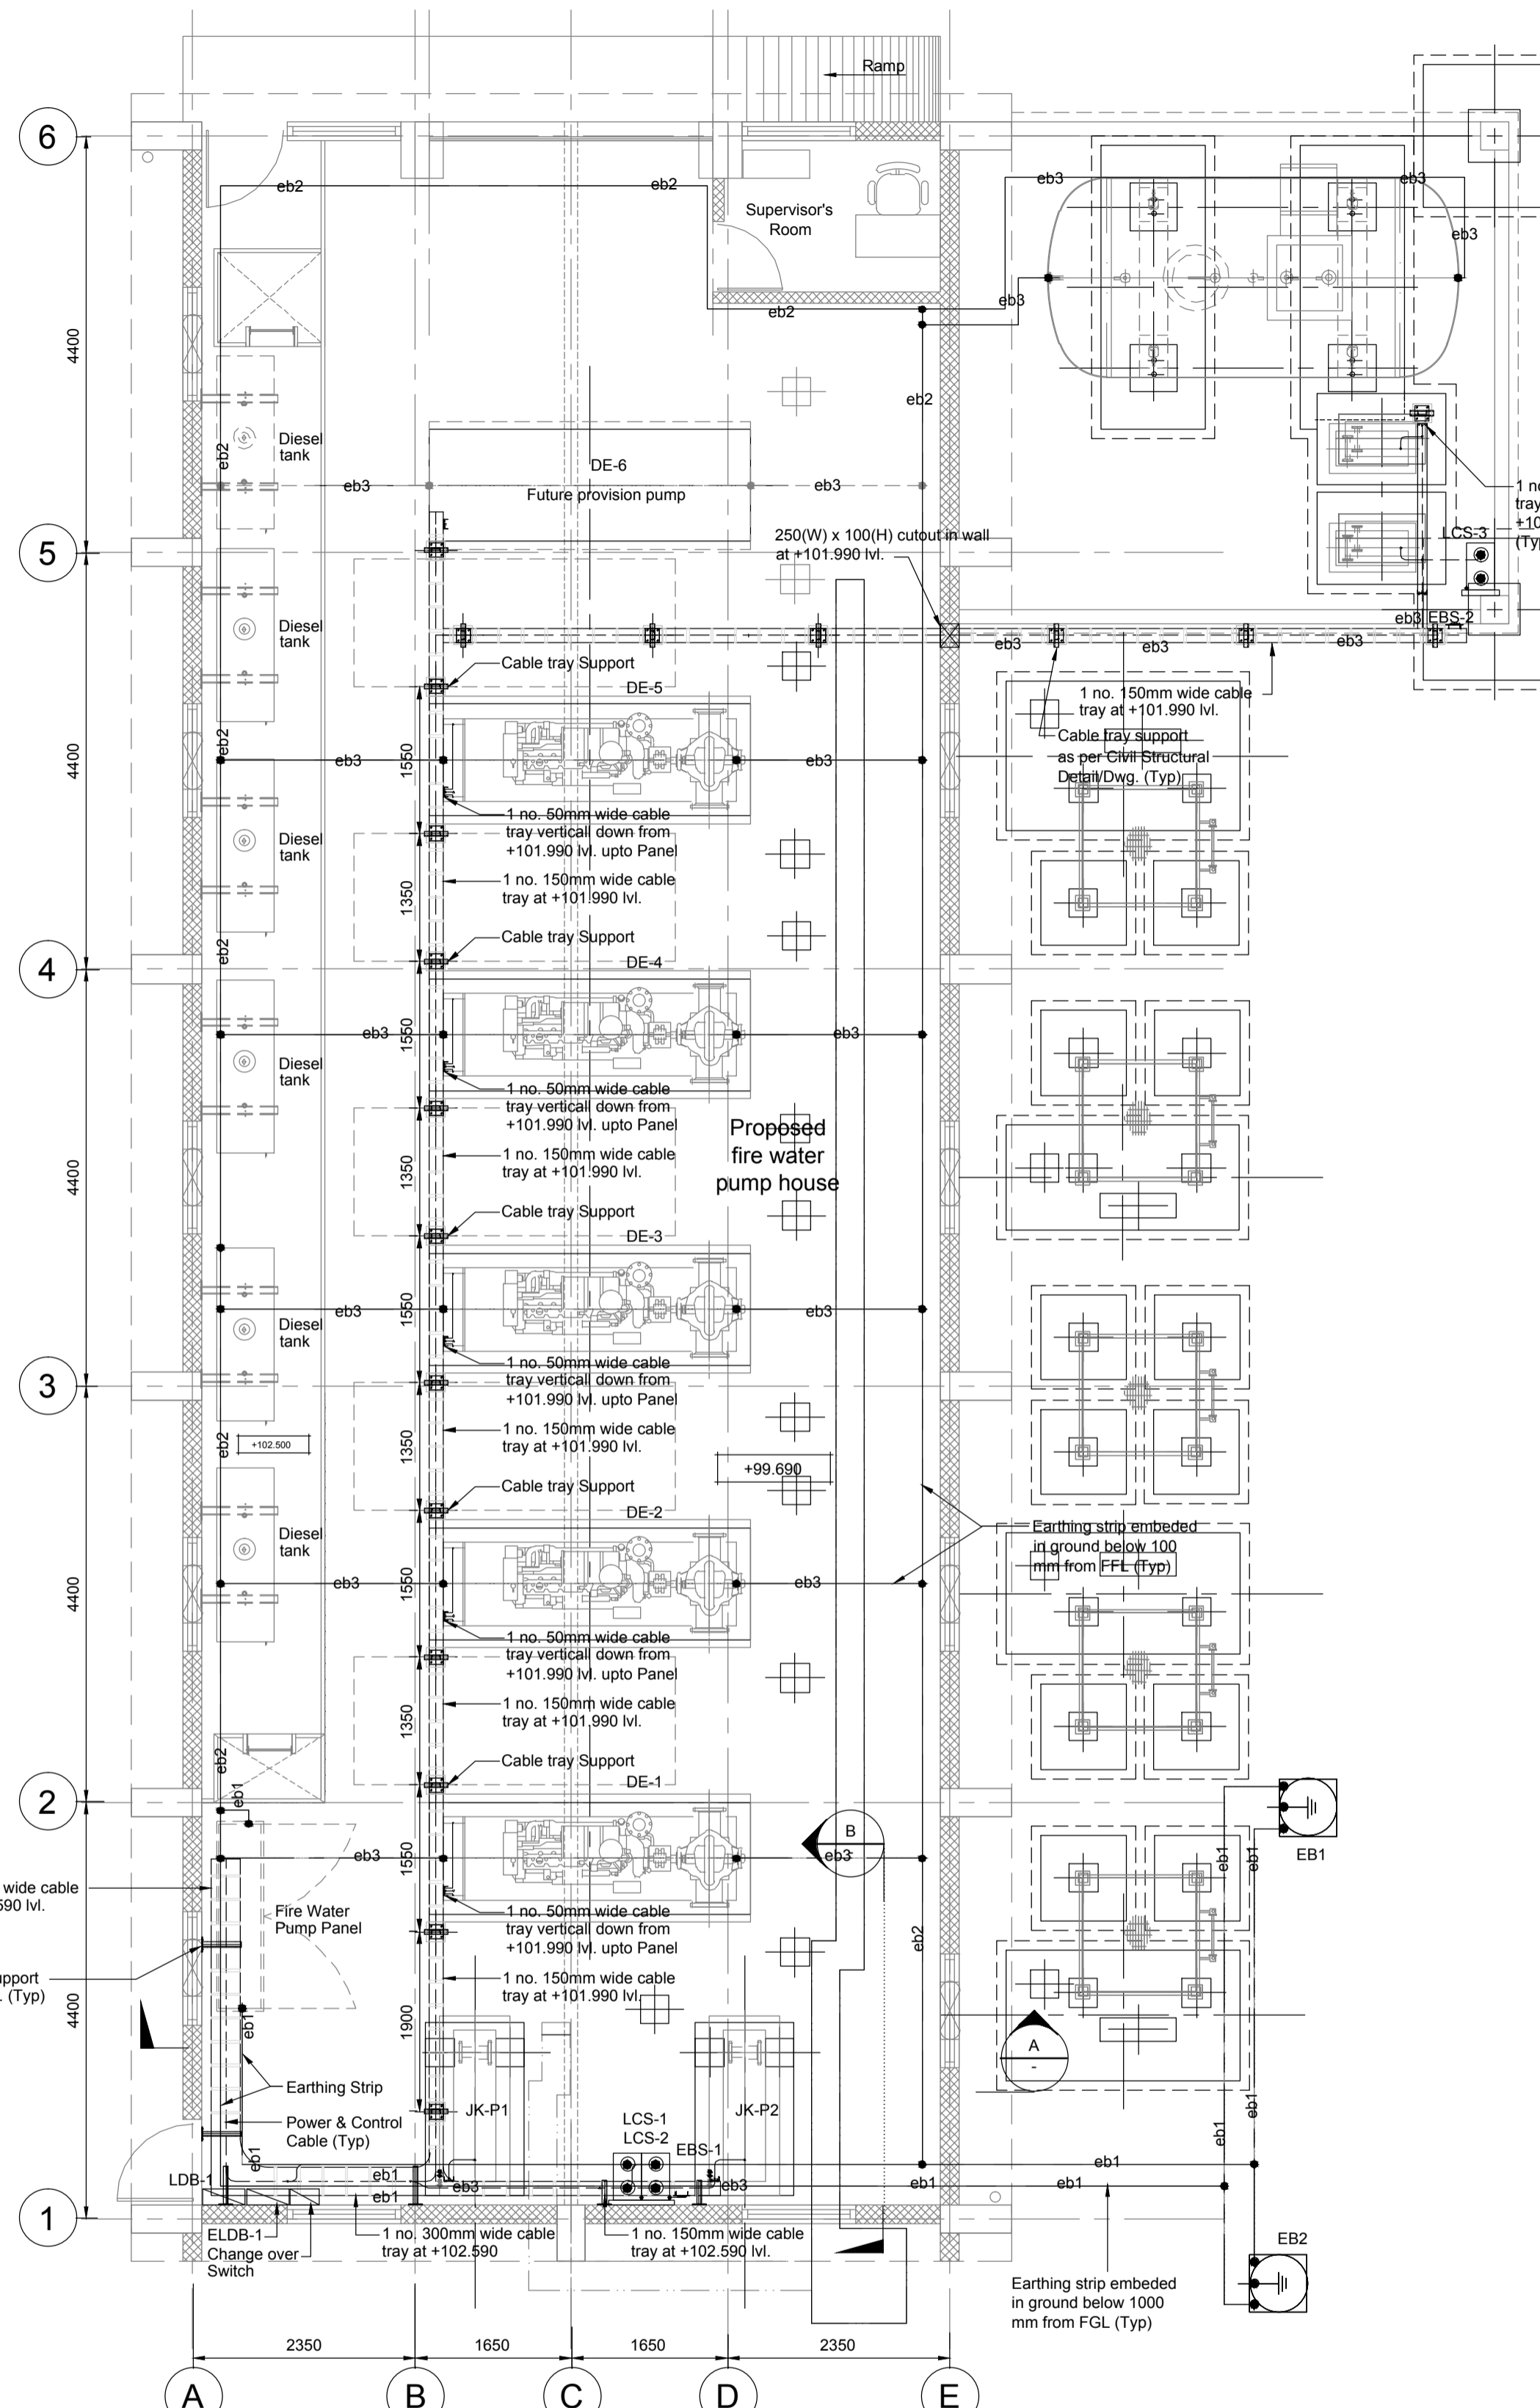 Ramp
6
eb2
eb2
eb3
eb3
Supervisor's
Room
eb3
eb3
eb2
4400
eb2
Diesel
tank
eb2
DE-6
eb3
eb3
Future provision pump
1 no
tray
+10
(Typ
250(W) x 100(H) cutout in wall
at +101.990 lvl.
LCS-3
5
Diesel
tank
eb3
EBS-2
eb3
eb3
eb3
Cable tray Support
DE-5
1 no. 150mm wide cable
tray at +101.990 lvl.
Cable tray support
as per Civil Structural
Detail/Dwg. (Typ)
4400
eb2
eb3
1550
eb3
1 no. 50mm wide cable
tray verticall down from
+101.990 lvl. upto Panel
Diesel
tank
1350
1 no. 150mm wide cable
tray at +101.990 lvl.
eb2
Cable tray Support
4
DE-4
eb3
1550
eb3
Diesel
tank
1 no. 50mm wide cable
tray verticall down from
+101.990 lvl. upto Panel
Proposed
fire water
pump house
4400
1350
1 no. 150mm wide cable
tray at +101.990 lvl.
Cable tray Support
DE-3
eb3
1550
eb3
Diesel
tank
1 no. 50mm wide cable
tray verticall down from
+101.990 lvl. upto Panel
3
eb2
+102.500
1350
1 no. 150mm wide cable
tray at +101.990 lvl.
+99.690
Cable tray Support
DE-2
Earthing strip embeded
in ground below 100
mm from FFL (Typ)
Diesel
tank
4400
eb3
1550
eb3
1 no. 50mm wide cable
tray verticall down from
+101.990 lvl. upto Panel
1350
1 no. 150mm wide cable
tray at +101.990 lvl.
eb2
Cable tray Support
eb1
DE-1
2
B
EB1
eb3
1550
eb3
eb1
eb1
wide cable
590 lvl.
Fire Water
Pump Panel
1 no. 50mm wide cable
tray verticall down from
+101.990 lvl. upto Panel
eb2
upport
. (Typ)
1 no. 150mm wide cable
tray at +101.990 lvl.
4400
eb1
1900
A
-
Earthing Strip
JK-P1
JK-P2
Power & Control
Cable (Typ)
LCS-1
LCS-2
EBS-1
eb1
eb1
eb1
LDB-1
eb1
eb3
eb3
eb1
eb1
eb1
eb1
1
ELDB-1
Change over
Switch
1 no. 300mm wide cable
tray at +102.590
1 no. 150mm wide cable
tray at +102.590 lvl.
EB2
Earthing strip embeded
in ground below 1000
mm from FGL (Typ)
2350
1650
1650
2350
A
B
C
D
E